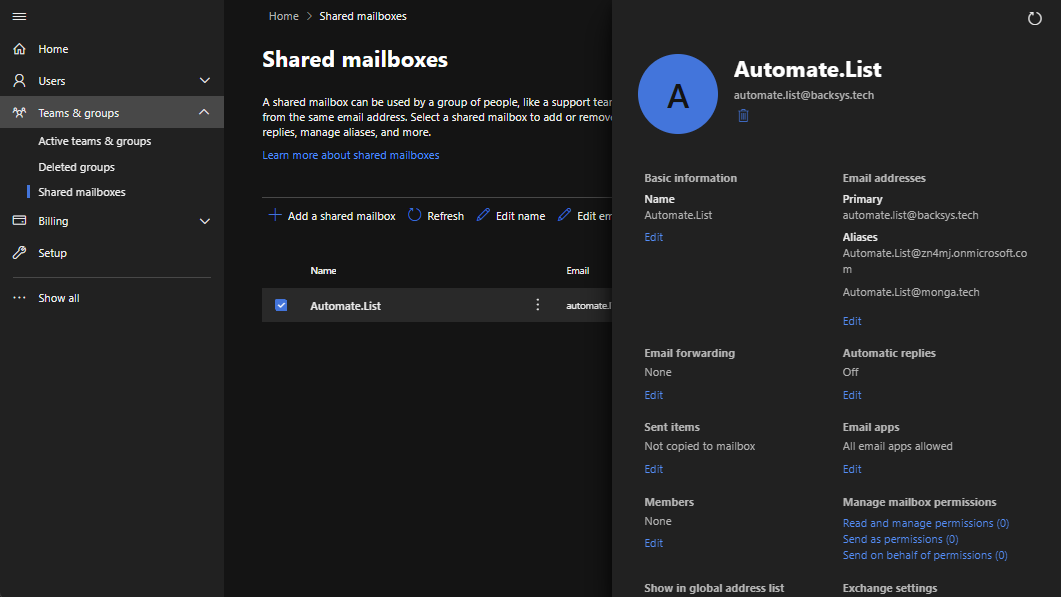 Home
Users
Teams & groups
Active teams & groups
Deleted groups
Shared mailboxes
Billing
Setup
Show all
Home > Shared mailboxes
Shared mailboxes
A shared mailbox can be used by a group of people, like a support tear
from the same email address. Select a shared mailbox to add or remove
replies, manage aliases, and more.
Learn more about shared mailboxes
Add a shared mailbox Refresh Edit name Edit em
Name Email
Automate.List automate.l
A
Automate.List
automate.list@backsys.tech
Basic information
Name
Automate.List
Edit
Email addresses
Primary
automate.list@backsys.tech
Aliases
Automate.List@zn4mj.onmicrosoft.co
m
Automate.List@monga.tech
Edit
Email forwarding
None
Edit
Automatic replies
Off
Edit
Sent items
Not copied to mailbox
Edit
Email apps
All email apps allowed
Edit
Members
None
Edit
Manage mailbox permissions
Read and manage permissions (0)
Send as permissions (0)
Send on behalf of permissions (0)
Show in global address list
Exchange settings